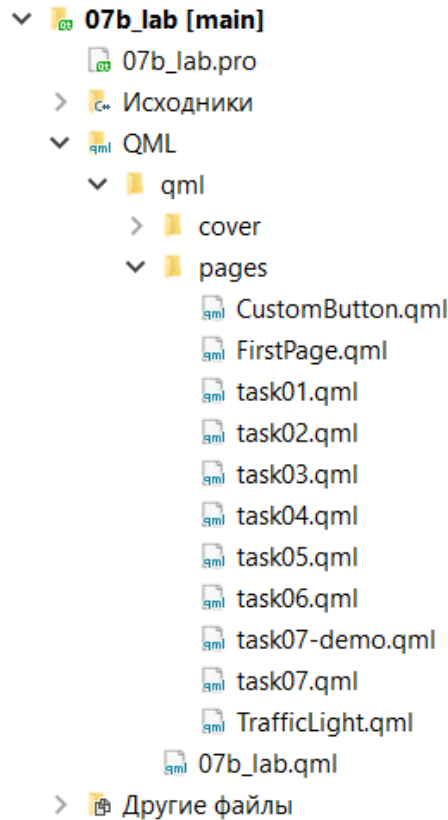 07b_lab [main]
07b_lab.pro
Исходники
QML
qml
cover
pages
CustomButton.qml
FirstPage.qml
task01.qml
task02.qml
task03.qml
task04.qml
task05.qml
task06.qml
task07-demo.qml
task07.qml
TrafficLight.qml
07b_lab.qml
Другие файлы